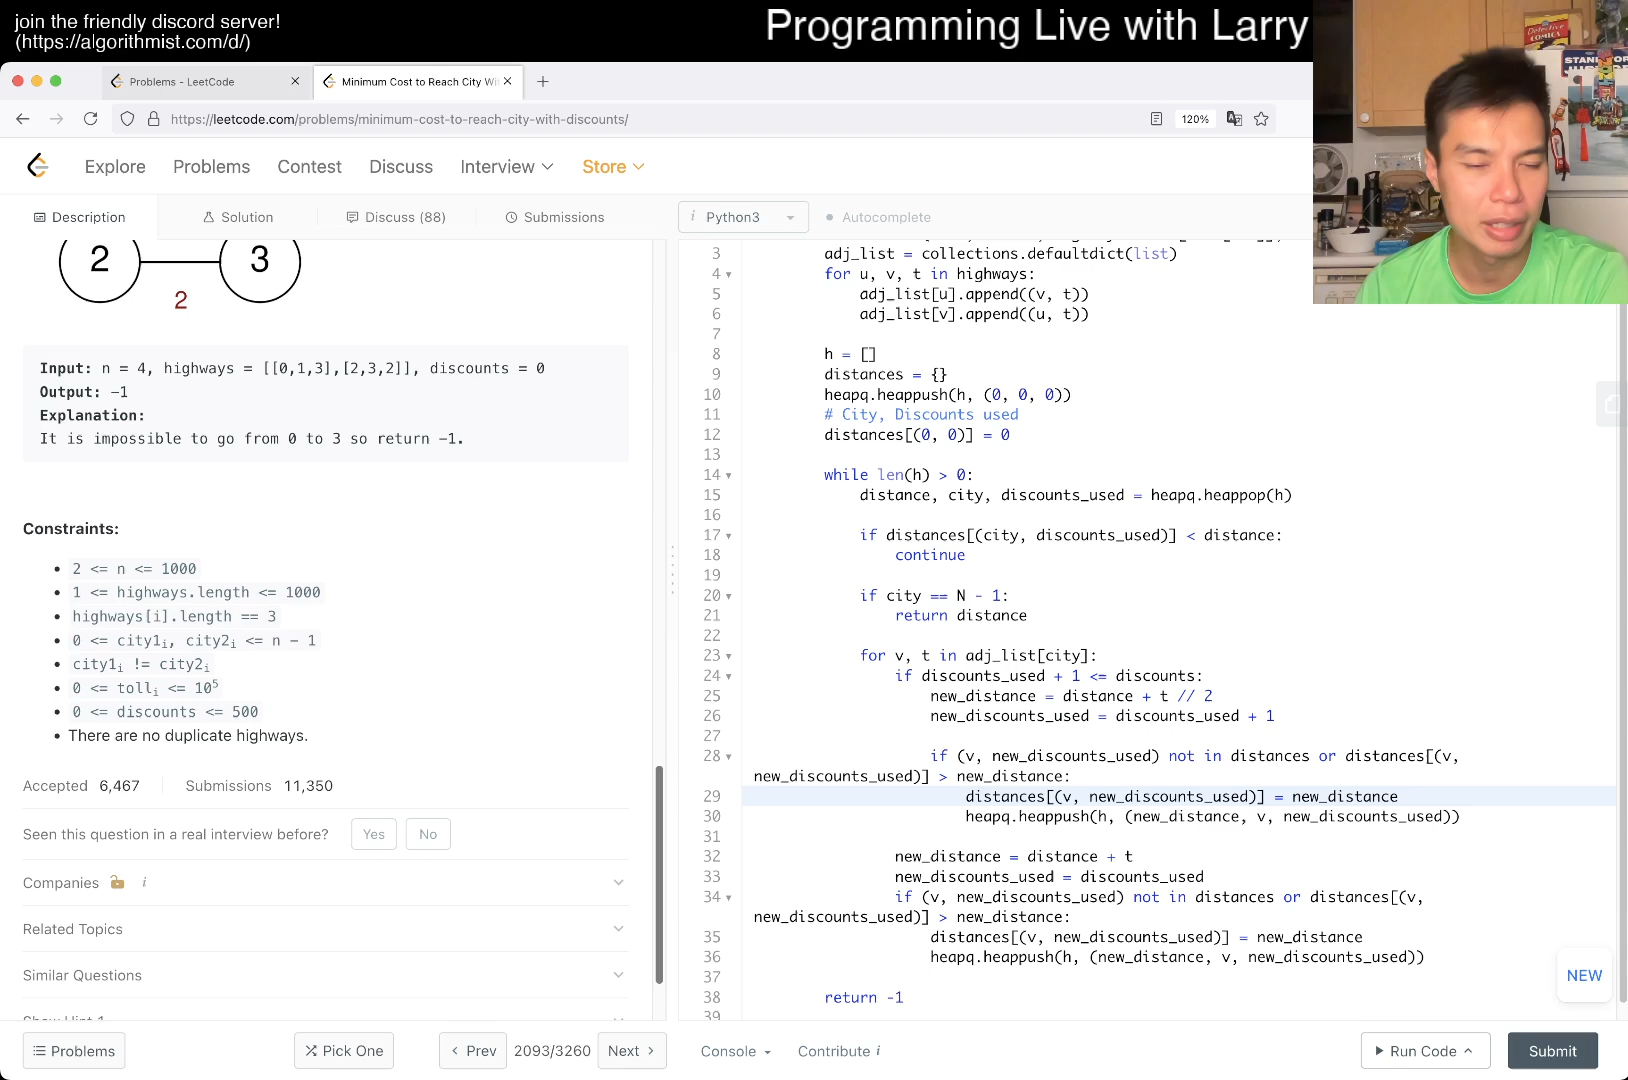 join the friendly discord server!
(https://algorithmist.com/d/)
Programming Live with Larry
Problems - LeetCode
Minimum Cost to Reach City Wi
https://leetcode.com/problems/minimum-cost-to-reach-city-with-discounts/
120%
Explore
Problems
Contest
Discuss
Interview
Store
Description
Solution
Discuss (88)
Submissions
i Python3
Autocomplete
2
3
2
Input: n = 4, highways = [[0,1,3],[2,3,2]], discounts = 0
Output: -1
Explanation:
It is impossible to go from 0 to 3 so return -1.
Constraints:
2 <= n <= 1000
1 <= highways.length <= 1000
highways[i].length == 3
0 <= city1i, city2i <= n - 1
city1i != city2i
0 <= tolli <= 10^5
0 <= discounts <= 500
There are no duplicate highways.
Accepted 6,467
Submissions 11,350
Seen this question in a real interview before?
Yes
No
Companies i
Related Topics
Similar Questions
Show Hint 1
3 adj_list = collections.defaultdict(list)
4 for u, v, t in highways:
5 adj_list[u].append((v, t))
6 adj_list[v].append((u, t))
7
8 h = []
9 distances = {}
10 heapq.heappush(h, (0, 0, 0))
11 # City, Discounts used
12 distances[(0, 0)] = 0
13
14 while len(h) > 0:
15 distance, city, discounts_used = heapq.heappop(h)
16
17 if distances[(city, discounts_used)] < distance:
18 continue
19
20 if city == N - 1:
21 return distance
22
23 for v, t in adj_list[city]:
24 if discounts_used + 1 <= discounts:
25 new_distance = distance + t // 2
26 new_discounts_used = discounts_used + 1
27
28 if (v, new_discounts_used) not in distances or distances[(v,
new_discounts_used)] > new_distance:
29 distances[(v, new_discounts_used)] = new_distance
30 heapq.heappush(h, (new_distance, v, new_discounts_used))
31
32 new_distance = distance + t
33 new_discounts_used = discounts_used
34 if (v, new_discounts_used) not in distances or distances[(v,
new_discounts_used)] > new_distance:
35 distances[(v, new_discounts_used)] = new_distance
36 heapq.heappush(h, (new_distance, v, new_discounts_used))
37
38 return -1
39
NEW
Problems
Pick One
Prev
2093/3260
Next
Console
Contribute i
Run Code
Submit